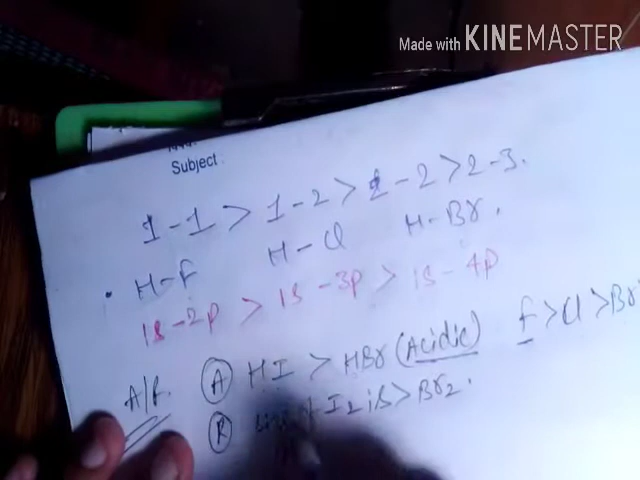 Made with KINEMASTER
Subject
1-1 > 1-2 > 2-2 > 2-3.
H-F H-Cl H-Br.
1s-2p > 1s-3p > 1s-4p
A/R. (A) HI > HBr (Acidic) F > Cl > Br
(R) I2 is > Br2.